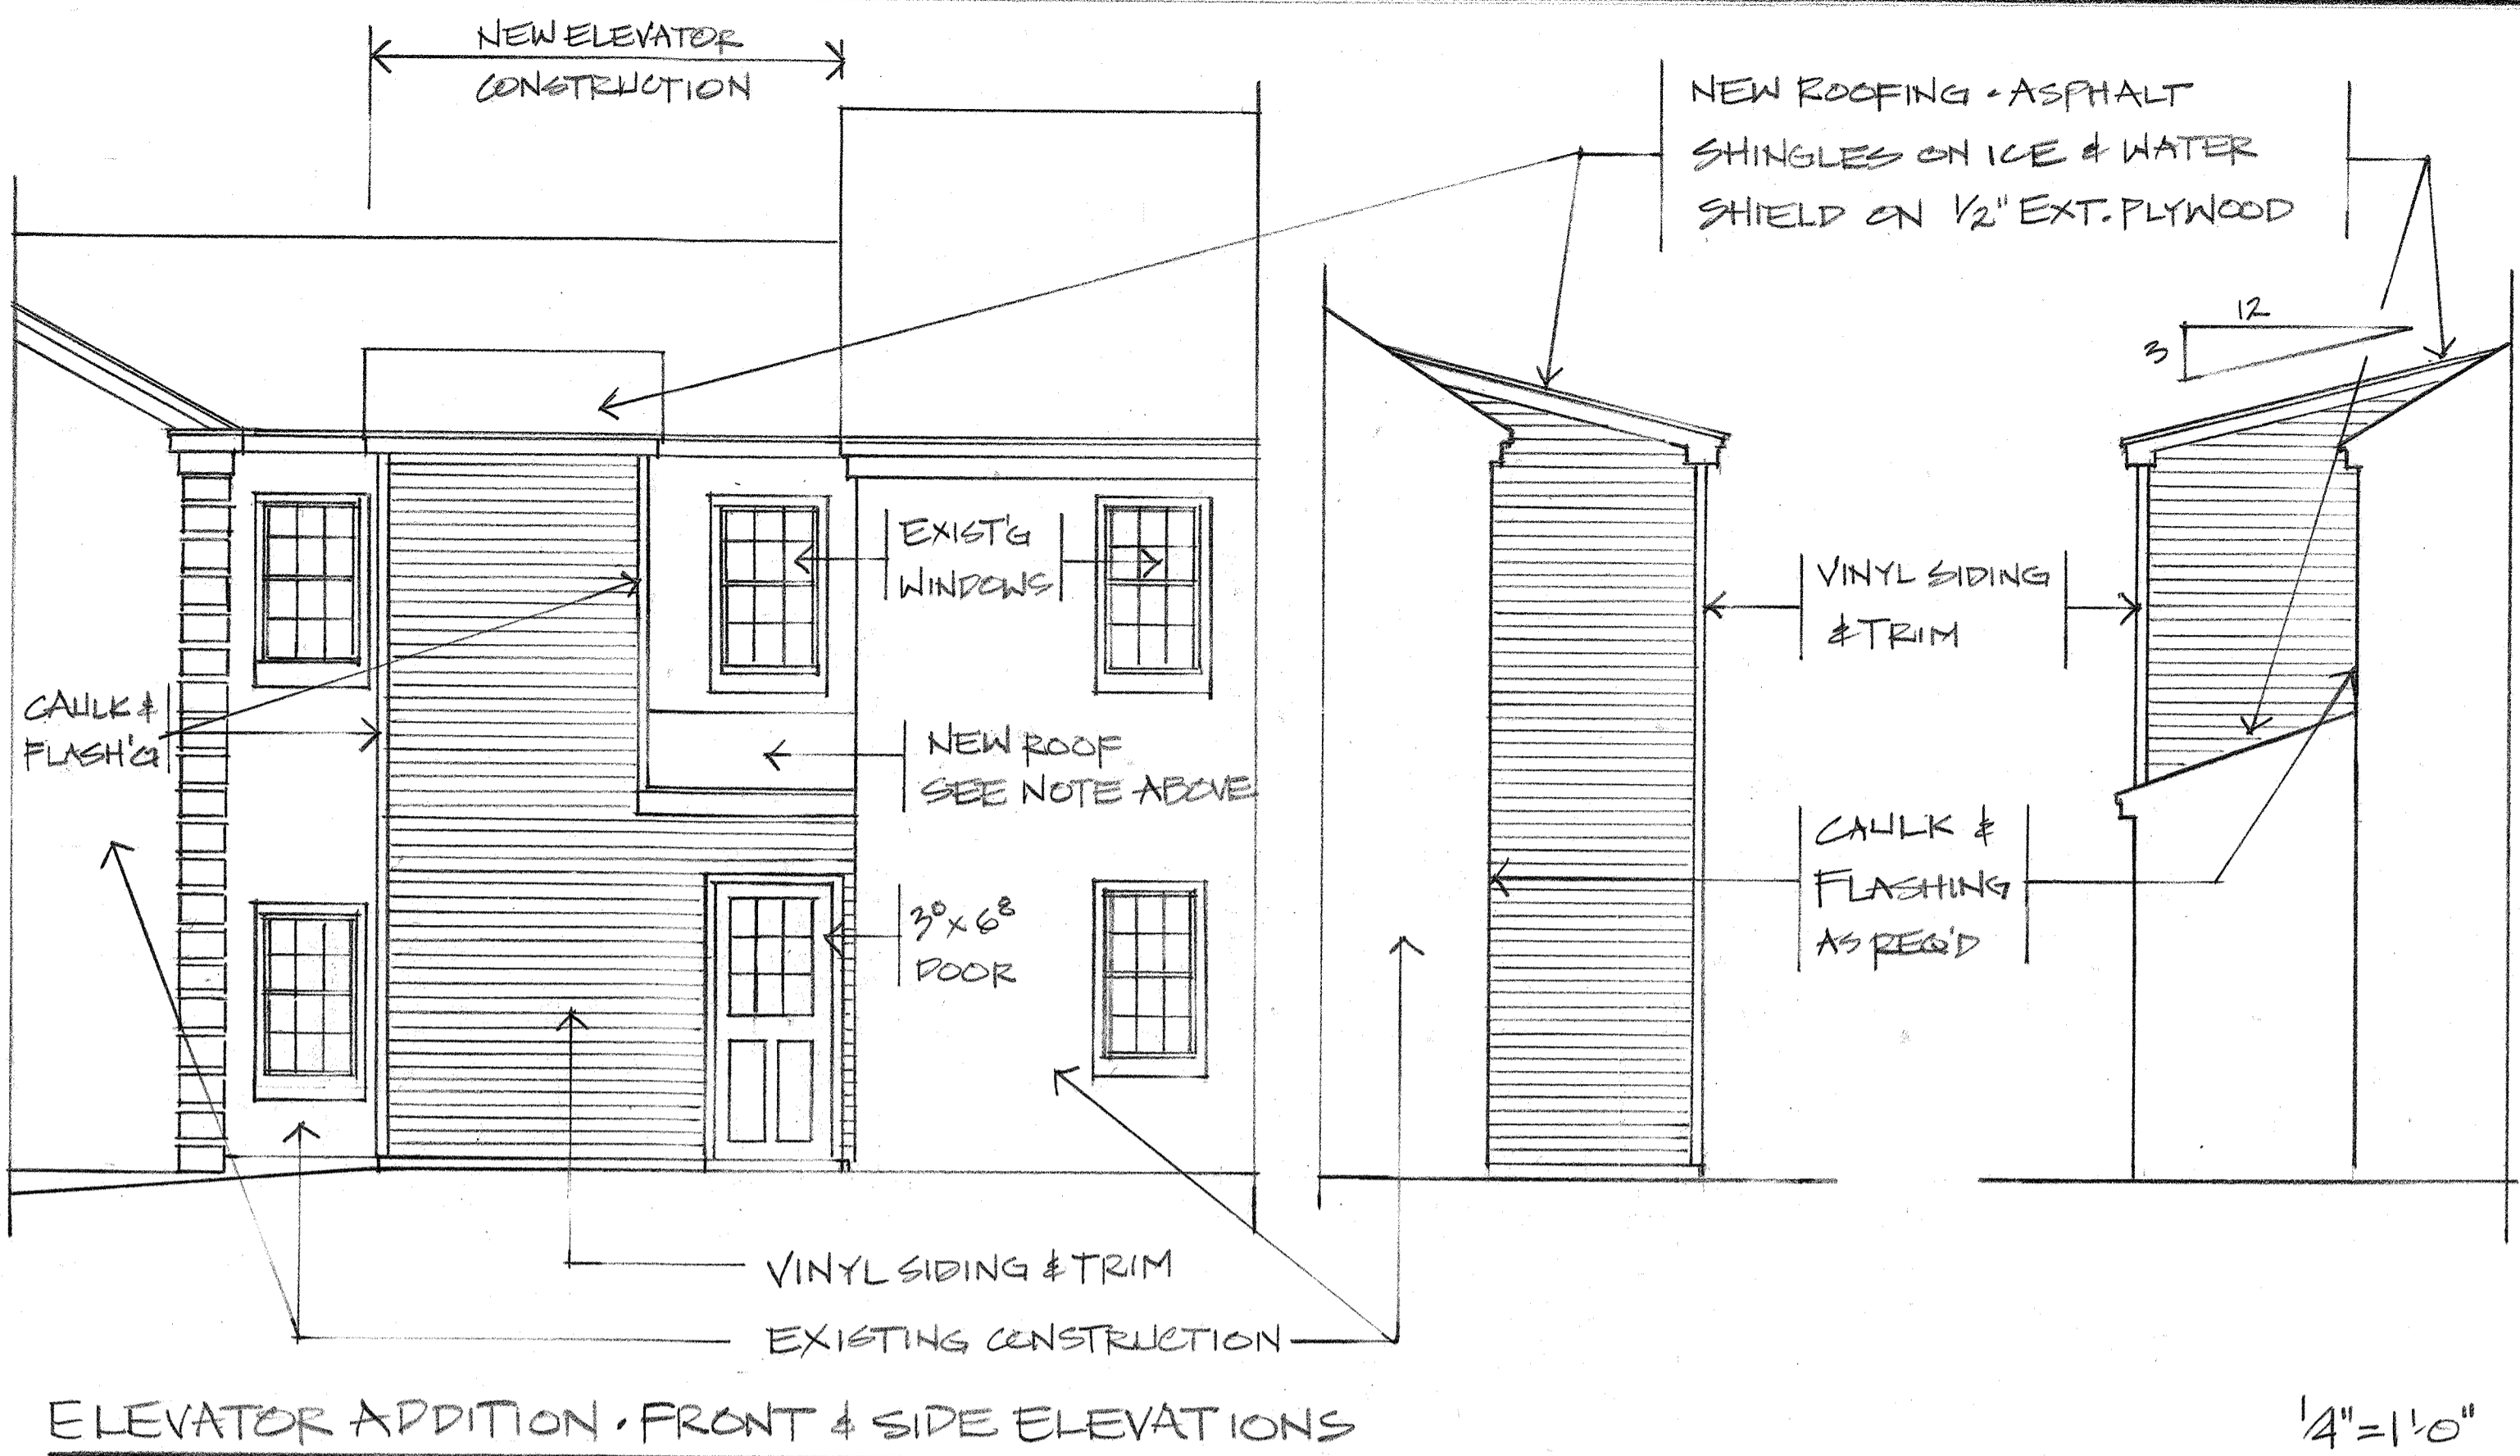 NEW ELEVATOR
CONSTRUCTION
NEW ROOFING • ASPHALT
SHINGLES ON ICE & WATER
SHIELD ON 1/2" EXT. PLYWOOD
12
3
EXIST'G
WINDOWS
VINYL SIDING
& TRIM
CAULK &
FLASH'G
NEW ROOF
SEE NOTE ABOVE
CAULK &
FLASHING
AS REQ'D
3⁰ x 6⁸
DOOR
VINYL SIDING & TRIM
EXISTING CONSTRUCTION
ELEVATOR ADDITION • FRONT & SIDE ELEVATIONS
1/4"=1'-0"